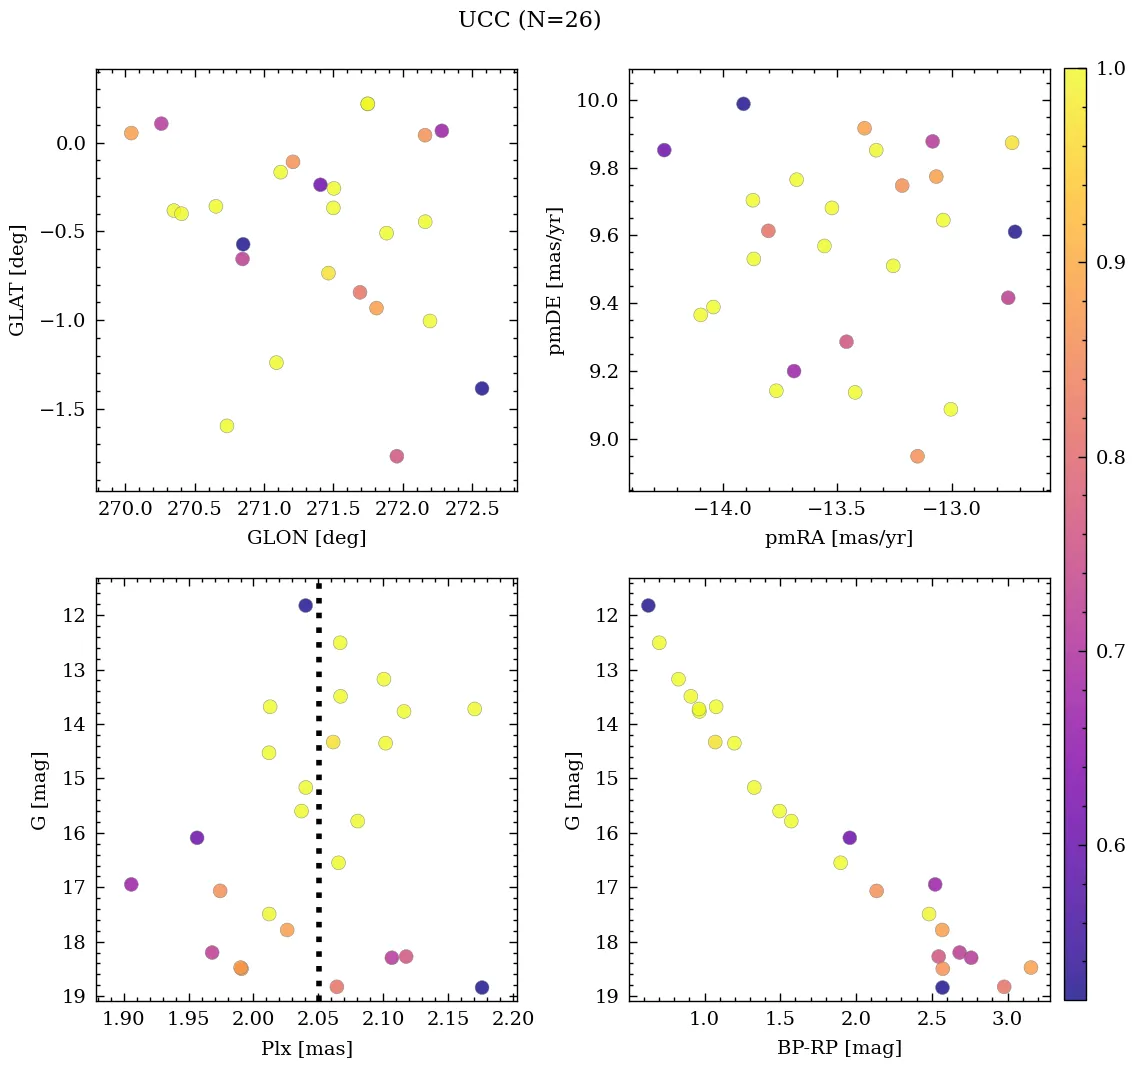 UCC (N=26)
GLAT [deg]
0.0
−0.5
−1.0
−1.5
270.0 270.5 271.0 271.5 272.0 272.5
GLON [deg]
pmDE [mas/yr]
10.0
9.8
9.6
9.4
9.2
9.0
−14.0 −13.5 −13.0
pmRA [mas/yr]
G [mag]
12
13
14
15
16
17
18
19
1.90 1.95 2.00 2.05 2.10 2.15 2.20
Plx [mas]
G [mag]
12
13
14
15
16
17
18
19
1.0 1.5 2.0 2.5 3.0
BP-RP [mag]
1.0
0.9
0.8
0.7
0.6